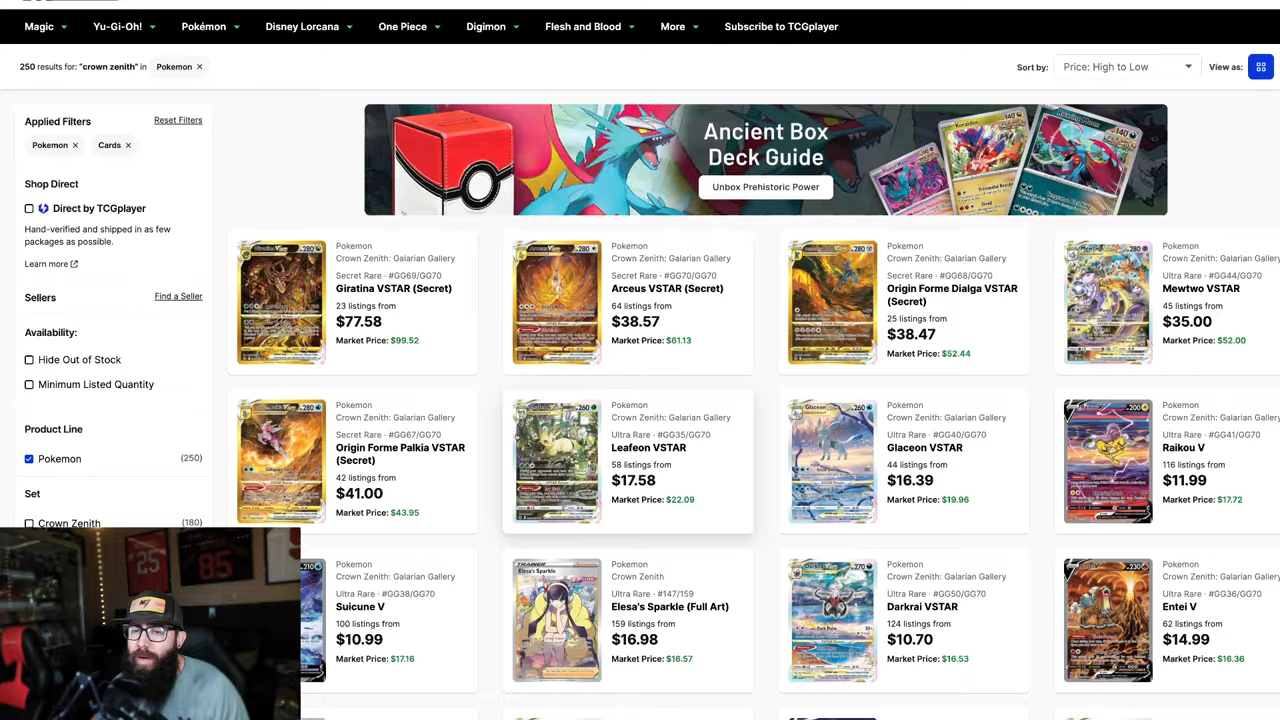 Magic
Yu-Gi-Oh!
Pokémon
Disney Lorcana
One Piece
Digimon
Flesh and Blood
More
Subscribe to TCGplayer
250 results for: "crown zenith" in Pokemon ×
Sort by: Price: High to Low
View as:
Applied Filters
Reset Filters
Pokemon ×
Cards ×
Shop Direct
Direct by TCGplayer
Hand-verified and shipped in as few
packages as possible.
Learn more
Sellers
Find a Seller
Availability:
Hide Out of Stock
Minimum Listed Quantity
Product Line
Pokemon (250)
Set
Crown Zenith (180)
Ancient Box
Deck Guide
Unbox Prehistoric Power
Pokemon
Crown Zenith: Galarian Gallery
Secret Rare · #GG69/GG70
Giratina VSTAR (Secret)
23 listings from
$77.58
Market Price: $99.52
Pokemon
Crown Zenith: Galarian Gallery
Secret Rare · #GG70/GG70
Arceus VSTAR (Secret)
64 listings from
$38.57
Market Price: $61.13
Pokemon
Crown Zenith: Galarian Gallery
Secret Rare · #GG68/GG70
Origin Forme Dialga VSTAR
(Secret)
25 listings from
$38.47
Market Price: $52.44
Pokemon
Crown Zenith: Galarian Gallery
Ultra Rare · #GG44/GG70
Mewtwo VSTAR
45 listings from
$35.00
Market Price: $52.00
Pokemon
Crown Zenith: Galarian Gallery
Secret Rare · #GG67/GG70
Origin Forme Palkia VSTAR
(Secret)
42 listings from
$41.00
Market Price: $43.95
Pokemon
Crown Zenith: Galarian Gallery
Ultra Rare · #GG35/GG70
Leafeon VSTAR
58 listings from
$17.58
Market Price: $22.09
Pokemon
Crown Zenith: Galarian Gallery
Ultra Rare · #GG40/GG70
Glaceon VSTAR
44 listings from
$16.39
Market Price: $19.96
Pokemon
Crown Zenith: Galarian Gallery
Ultra Rare · #GG41/GG70
Raikou V
116 listings from
$11.99
Market Price: $17.72
Pokemon
Crown Zenith: Galarian Gallery
Ultra Rare · #GG38/GG70
Suicune V
100 listings from
$10.99
Market Price: $17.16
Pokemon
Crown Zenith
Ultra Rare · #147/159
Elesa's Sparkle (Full Art)
159 listings from
$16.98
Market Price: $16.57
Pokemon
Crown Zenith: Galarian Gallery
Ultra Rare · #GG50/GG70
Darkrai VSTAR
124 listings from
$10.70
Market Price: $16.53
Pokemon
Crown Zenith: Galarian Gallery
Ultra Rare · #GG36/GG70
Entei V
62 listings from
$14.99
Market Price: $16.36
25
85